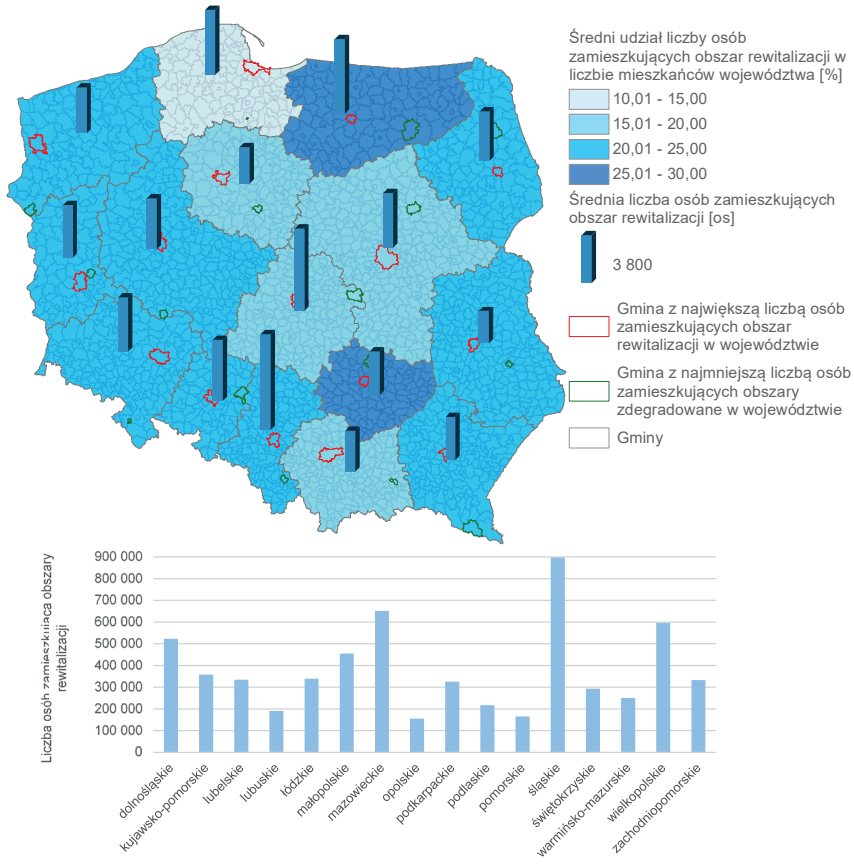 Średni udział liczby osób
zamieszkujących obszar rewitalizacji w
liczbie mieszkańców województwa [%]
10,01 - 15,00
15,01 - 20,00
20,01 - 25,00
25,01 - 30,00
Średnia liczba osób zamieszkujących
obszar rewitalizacji [os]
3 800
Gmina z największą liczbą osób
zamieszkujących obszar
rewitalizacji w województwie
Gmina z najmniejszą liczbą osób
zamieszkujących obszary
zdegradowane w województwie
Gminy
Liczba osób zamieszkująca obszary
rewitalizacji
900 000
800 000
700 000
600 000
500 000
400 000
300 000
200 000
100 000
0
dolnośląskie
kujawsko-pomorskie
lubelskie
lubuskie
łódzkie
małopolskie
mazowieckie
opolskie
podkarpackie
podlaskie
pomorskie
śląskie
świętokrzyskie
warmińsko-mazurskie
wielkopolskie
zachodniopomorskie